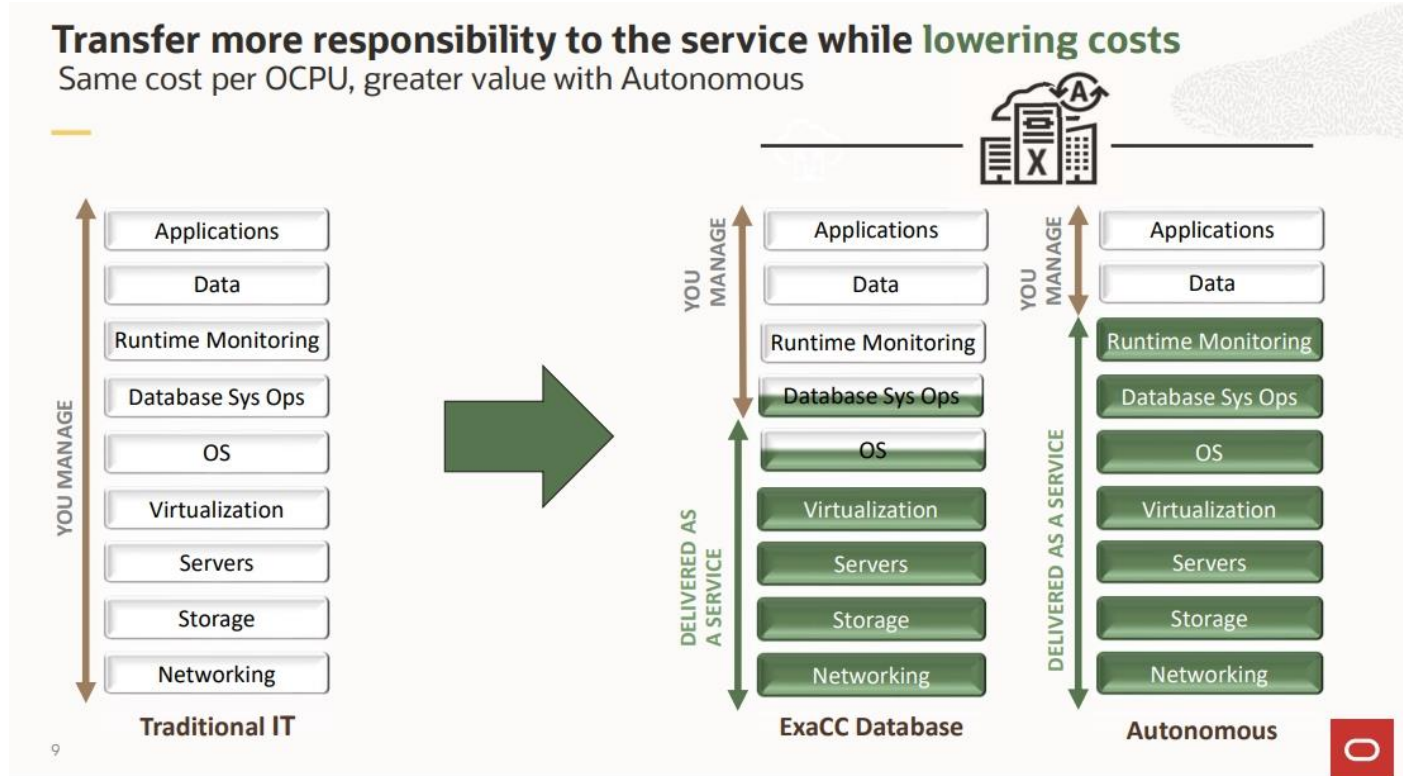 Transfer more responsibility to the service while lowering costs
Same cost per OCPU, greater value with Autonomous
A
X
YOU MANAGE
Applications
Data
Runtime Monitoring
Database Sys Ops
OS
Virtualization
Servers
Storage
Networking
Traditional IT
YOU
MANAGE
DELIVERED AS
A SERVICE
Applications
Data
Runtime Monitoring
Database Sys Ops
OS
Virtualization
Servers
Storage
Networking
ExaCC Database
YOU
MANAGE
DELIVERED AS A SERVICE
Applications
Data
Runtime Monitoring
Database Sys Ops
OS
Virtualization
Servers
Storage
Networking
Autonomous
9